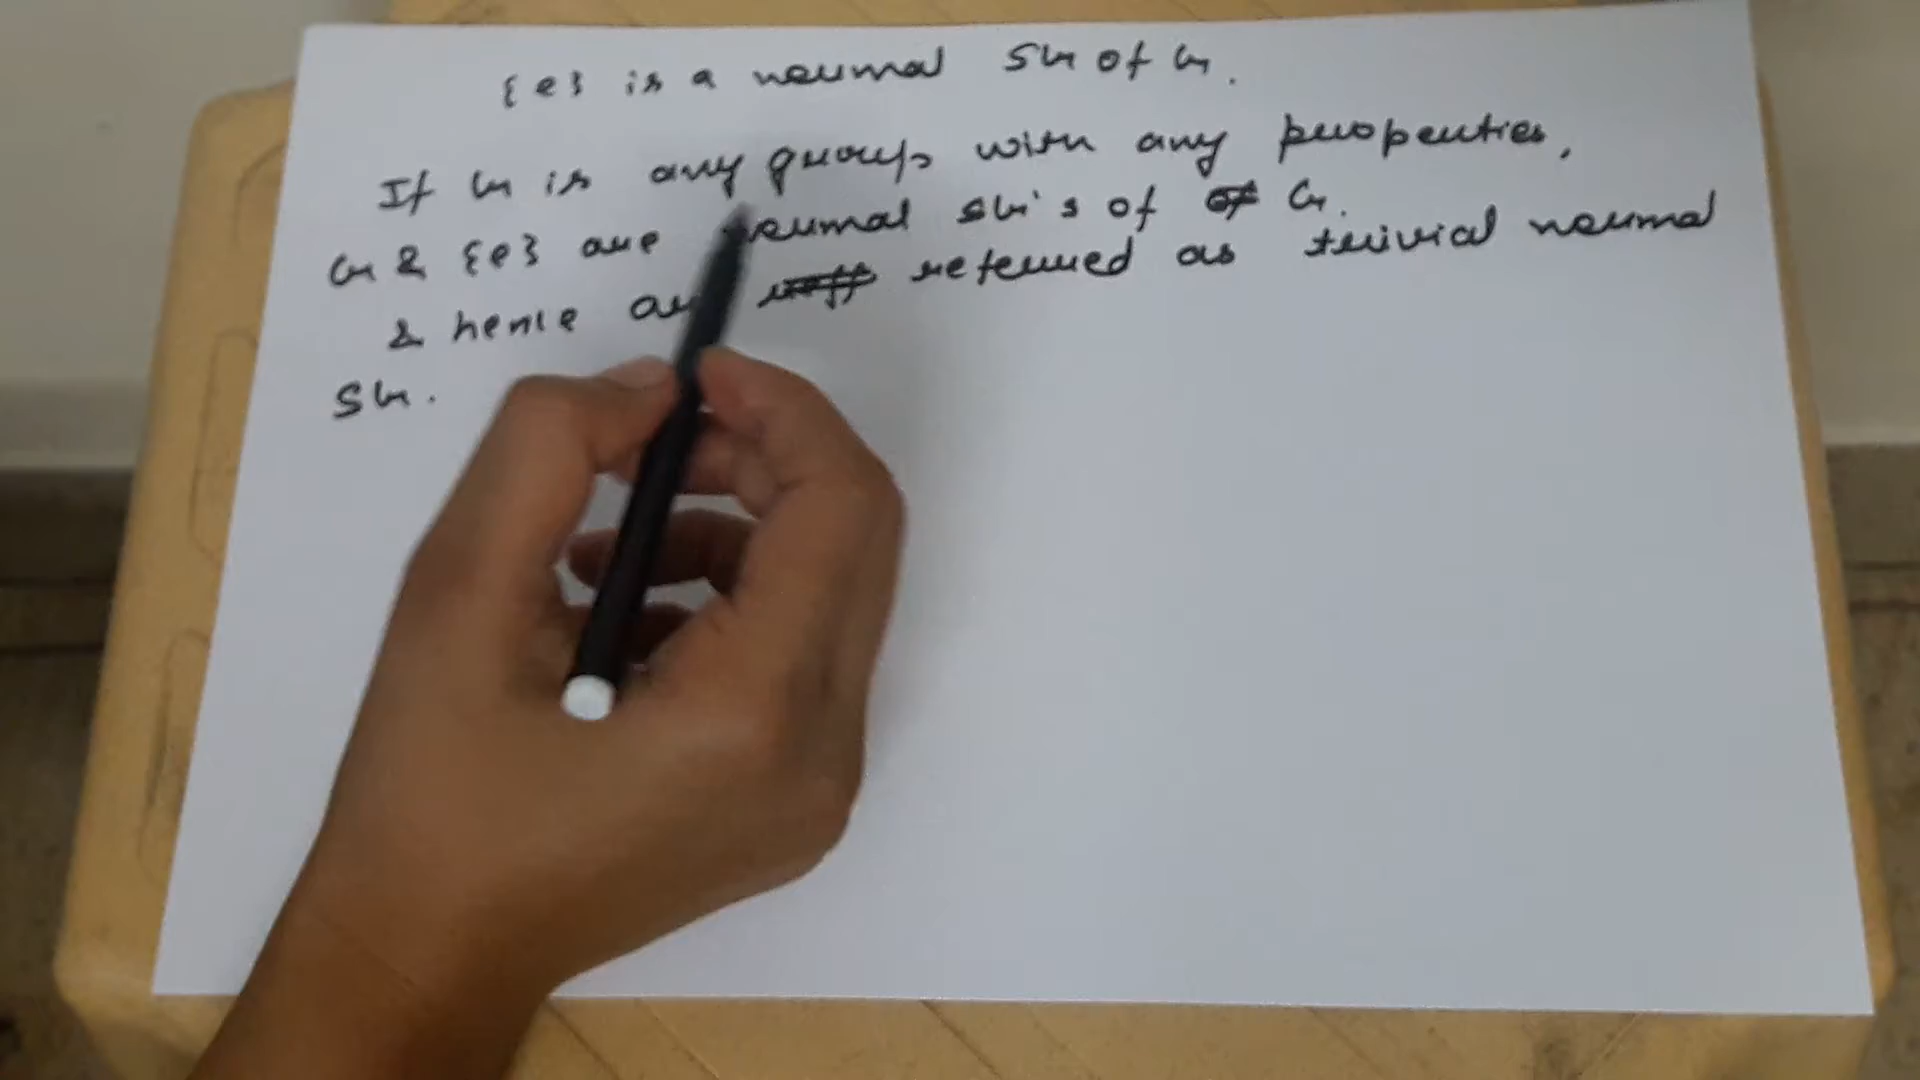 {e} is a normal SG of G.
If G is any group with any properties,
G & {e} are normal SG's of G.
& hence referred as trivial normal
SG.